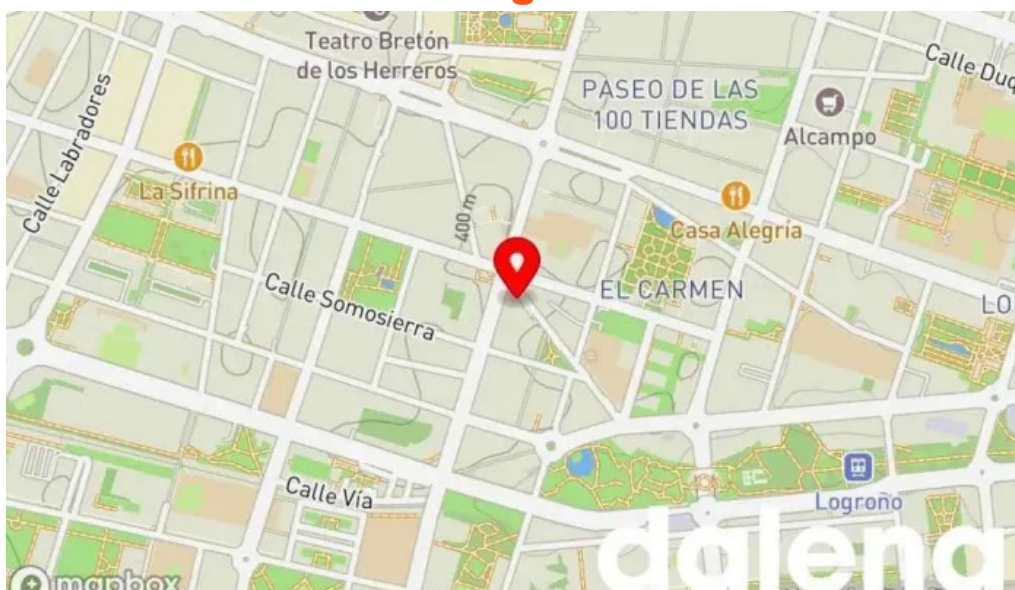 Teatro Bretón
de los Herreros
PASEO DE LAS
100 TIENDAS
Calle Duq
Alcampo
Calle Labradores
La Sifrina
Casa Alegría
400 m
EL CARMEN
Calle Somosierra
LO
Calle Vía
Logroño
dalena
mapbox